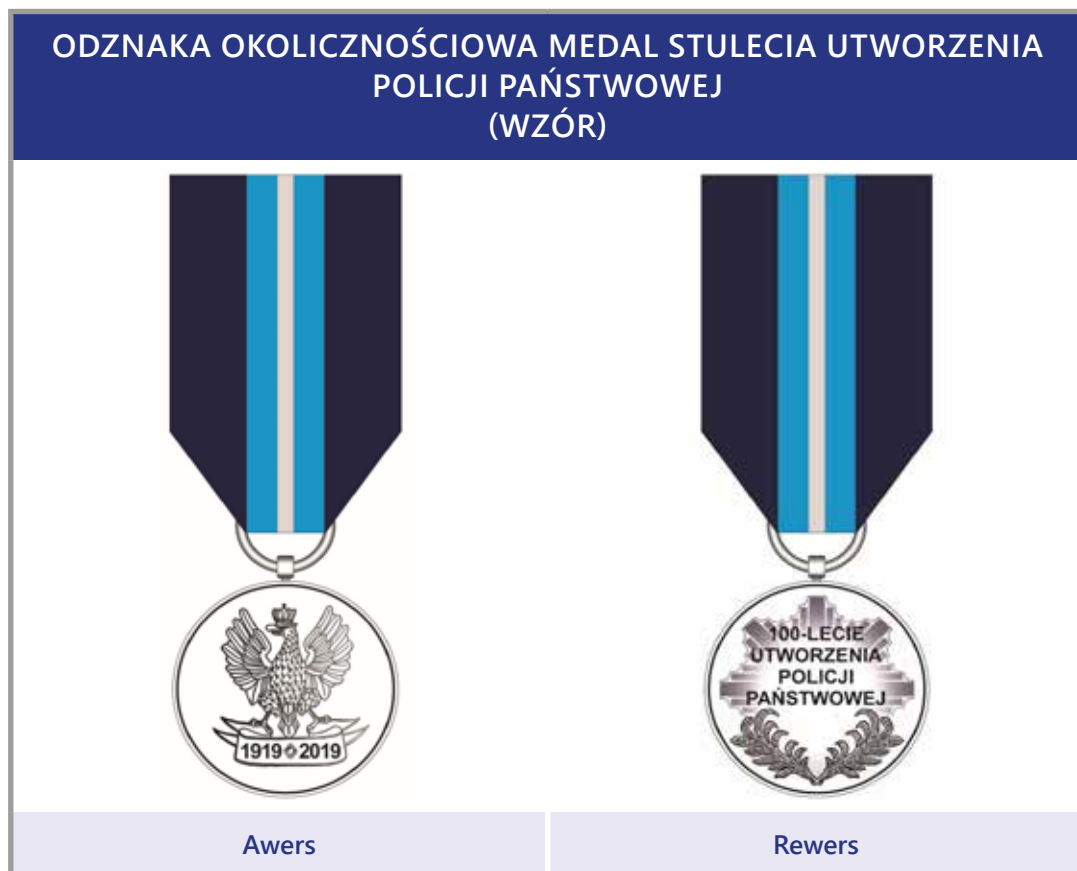 ODZNAKA OKOLICZNOŚCIOWA MEDAL STULECIA UTWORZENIA
POLICJI PAŃSTWOWEJ
(WZÓR)
1919 2019
100-LECIE
UTWORZENIA
POLICJI
PAŃSTWOWEJ
Awers
Rewers